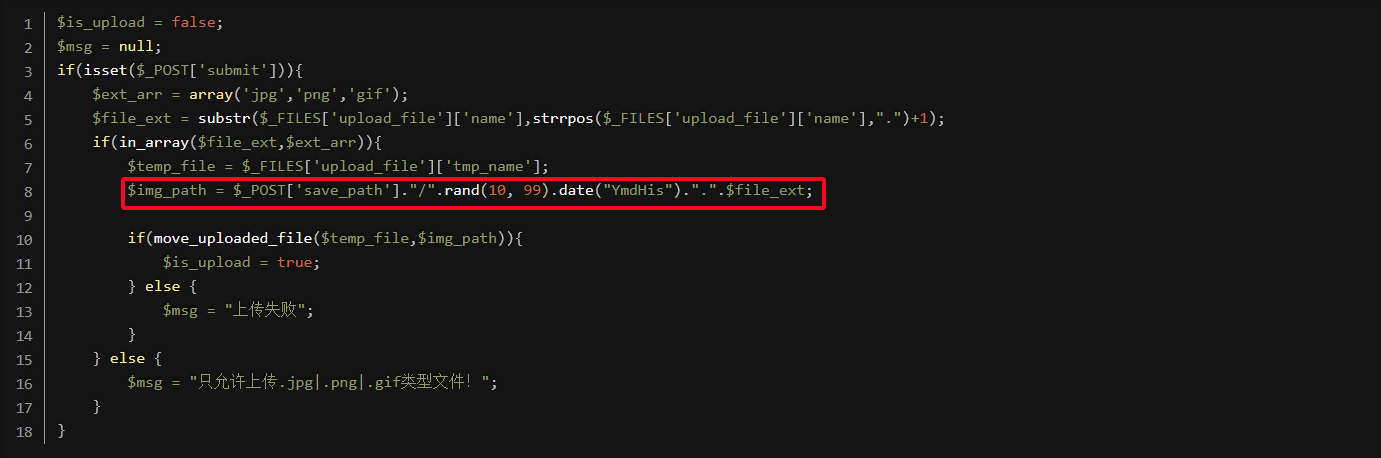 1 $is_upload = false;
2 $msg = null;
3 if(isset($_POST['submit'])){
4     $ext_arr = array('jpg','png','gif');
5     $file_ext = substr($_FILES['upload_file']['name'],strrpos($_FILES['upload_file']['name'],".")+1);
6     if(in_array($file_ext,$ext_arr)){
7         $temp_file = $_FILES['upload_file']['tmp_name'];
8         $img_path = $_POST['save_path']."/".rand(10, 99).date("YmdHis").".".$file_ext;
9
10         if(move_uploaded_file($temp_file,$img_path)){
11             $is_upload = true;
12         } else {
13             $msg = "上传失败";
14         }
15     } else {
16         $msg = "只允许上传.jpg|.png|.gif类型文件！";
17     }
18 }